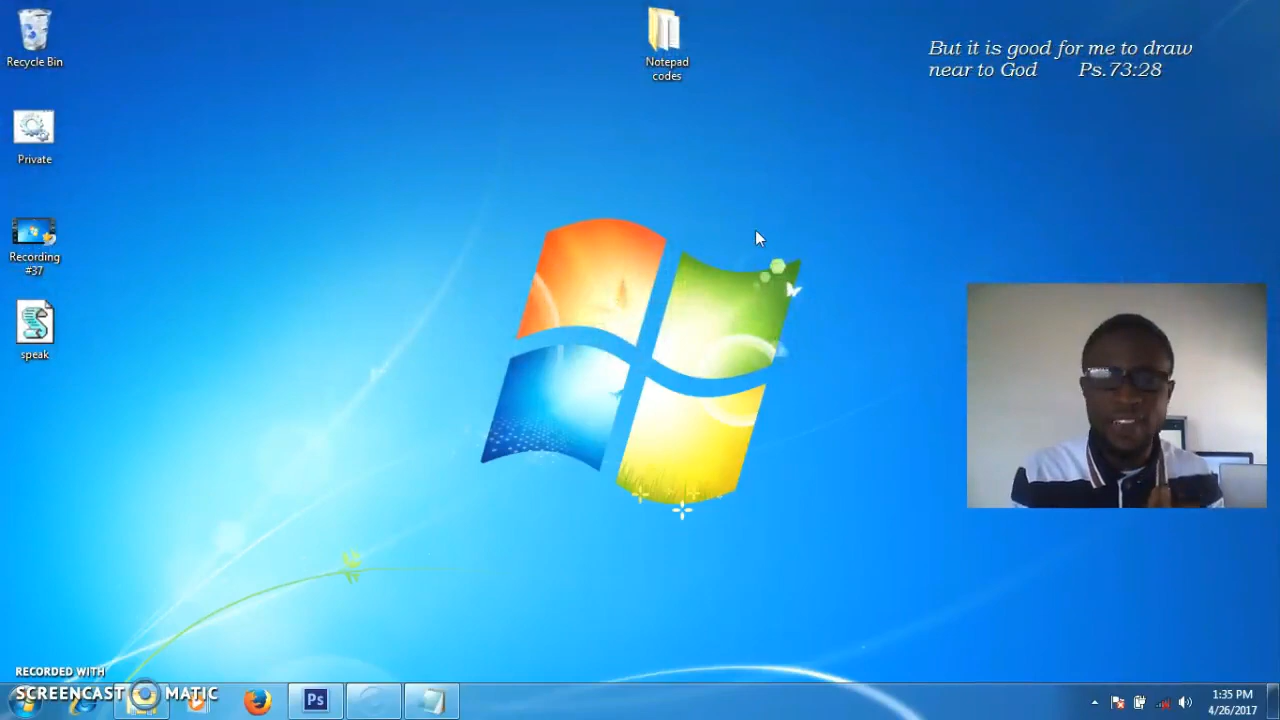 Recycle Bin
Notepad
codes
But it is good for me to draw
near to God Ps.73:28
Private
Recording
#37
speak
RECORDED WITH
SCREENCAST MATIC
Ps
1:35 PM
4/26/2017